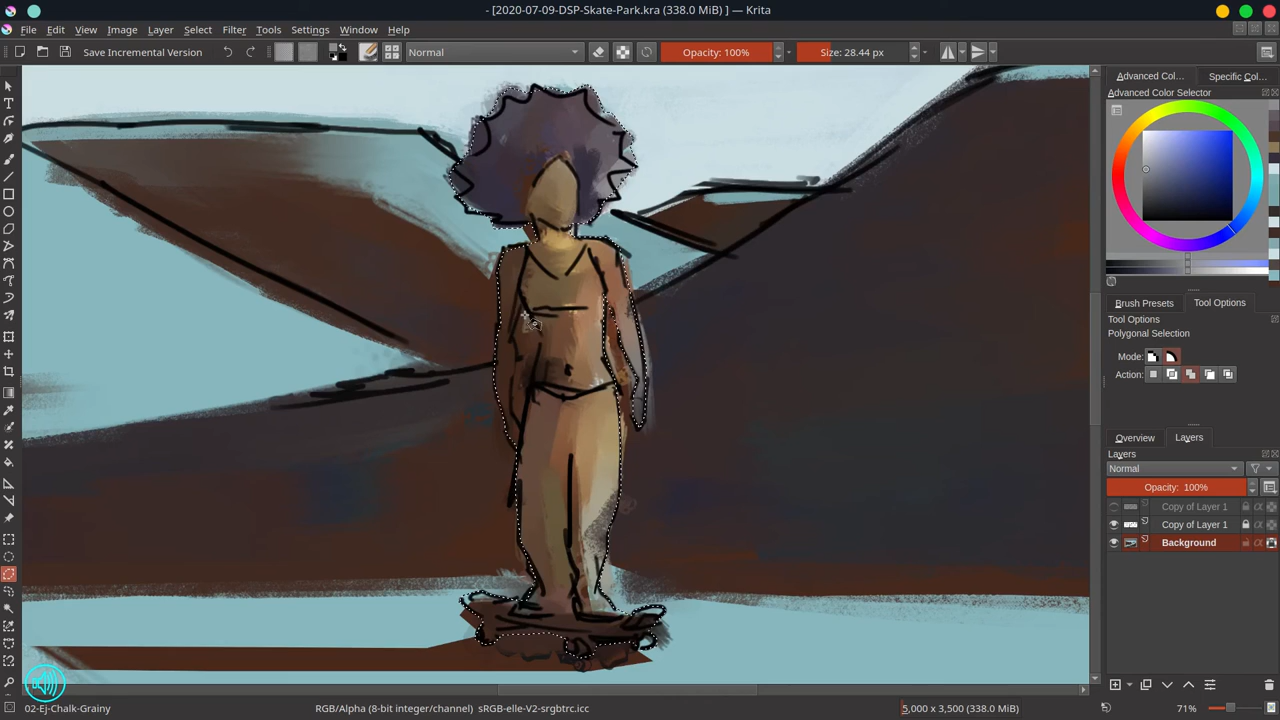 - [2020-07-09-DSP-Skate-Park.kra (338.0 MiB) ] — Krita
File Edit View Image Layer Select Filter Tools Settings Window Help
Save Incremental Version Normal Opacity: 100% Size: 28.44 px
Advanced Col... Specific Co...
Advanced Color Selector
Brush Presets Tool Options
Tool Options
Polygonal Selection
Mode:
Action:
Overview Layers
Layers
Normal
Opacity: 100%
Copy of Layer 1
Copy of Layer 1
Background
02-Ej-Chalk-Grainy RGB/Alpha (8-bit integer/channel) sRGB-elle-V2-srgbtrc.icc 5,000 x 3,500 (338.0 MiB) 71%